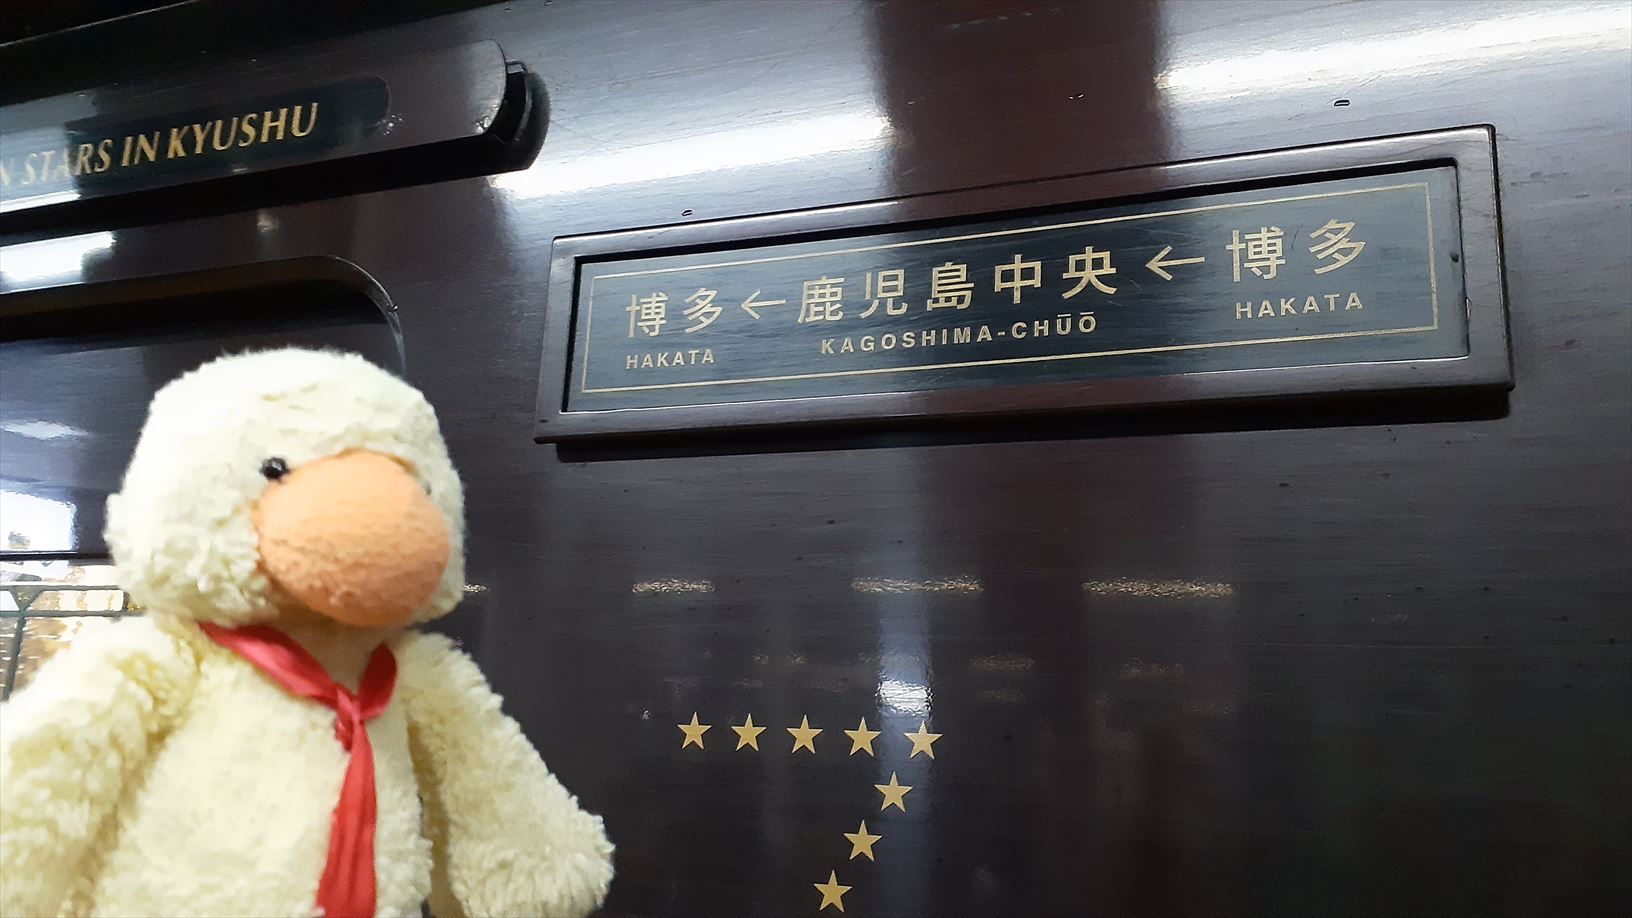 N STARS IN KYUSHU
博多←鹿児島中央←博多
HAKATA KAGOSHIMA-CHŪŌ HAKATA